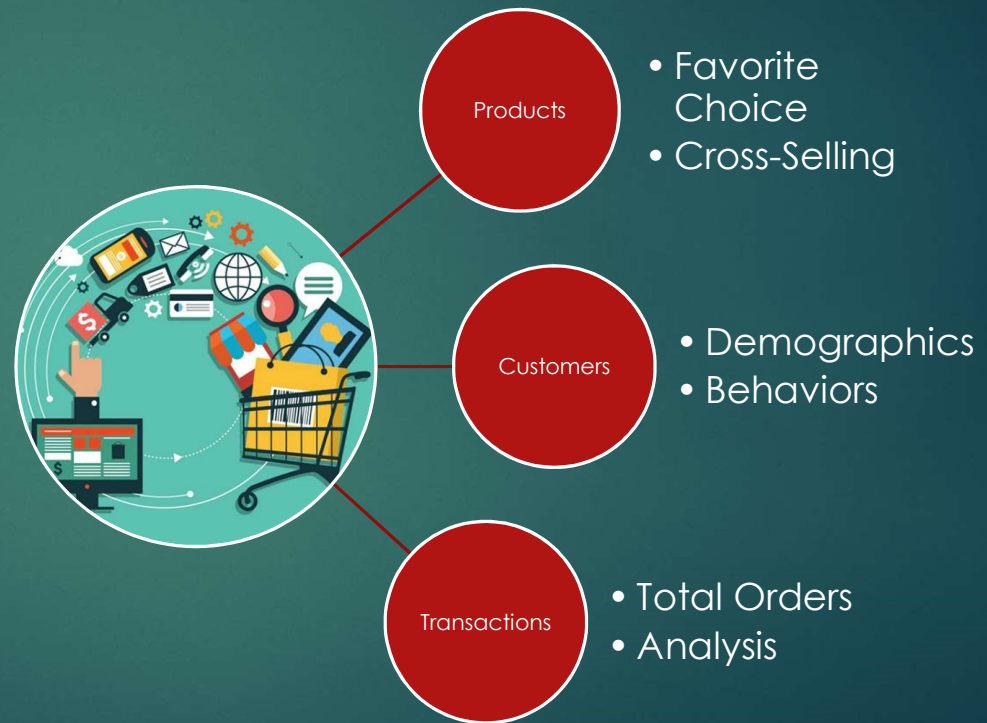 Products
• Favorite
Choice
• Cross-Selling
Customers
• Demographics
• Behaviors
Transactions
• Total Orders
• Analysis
$
$